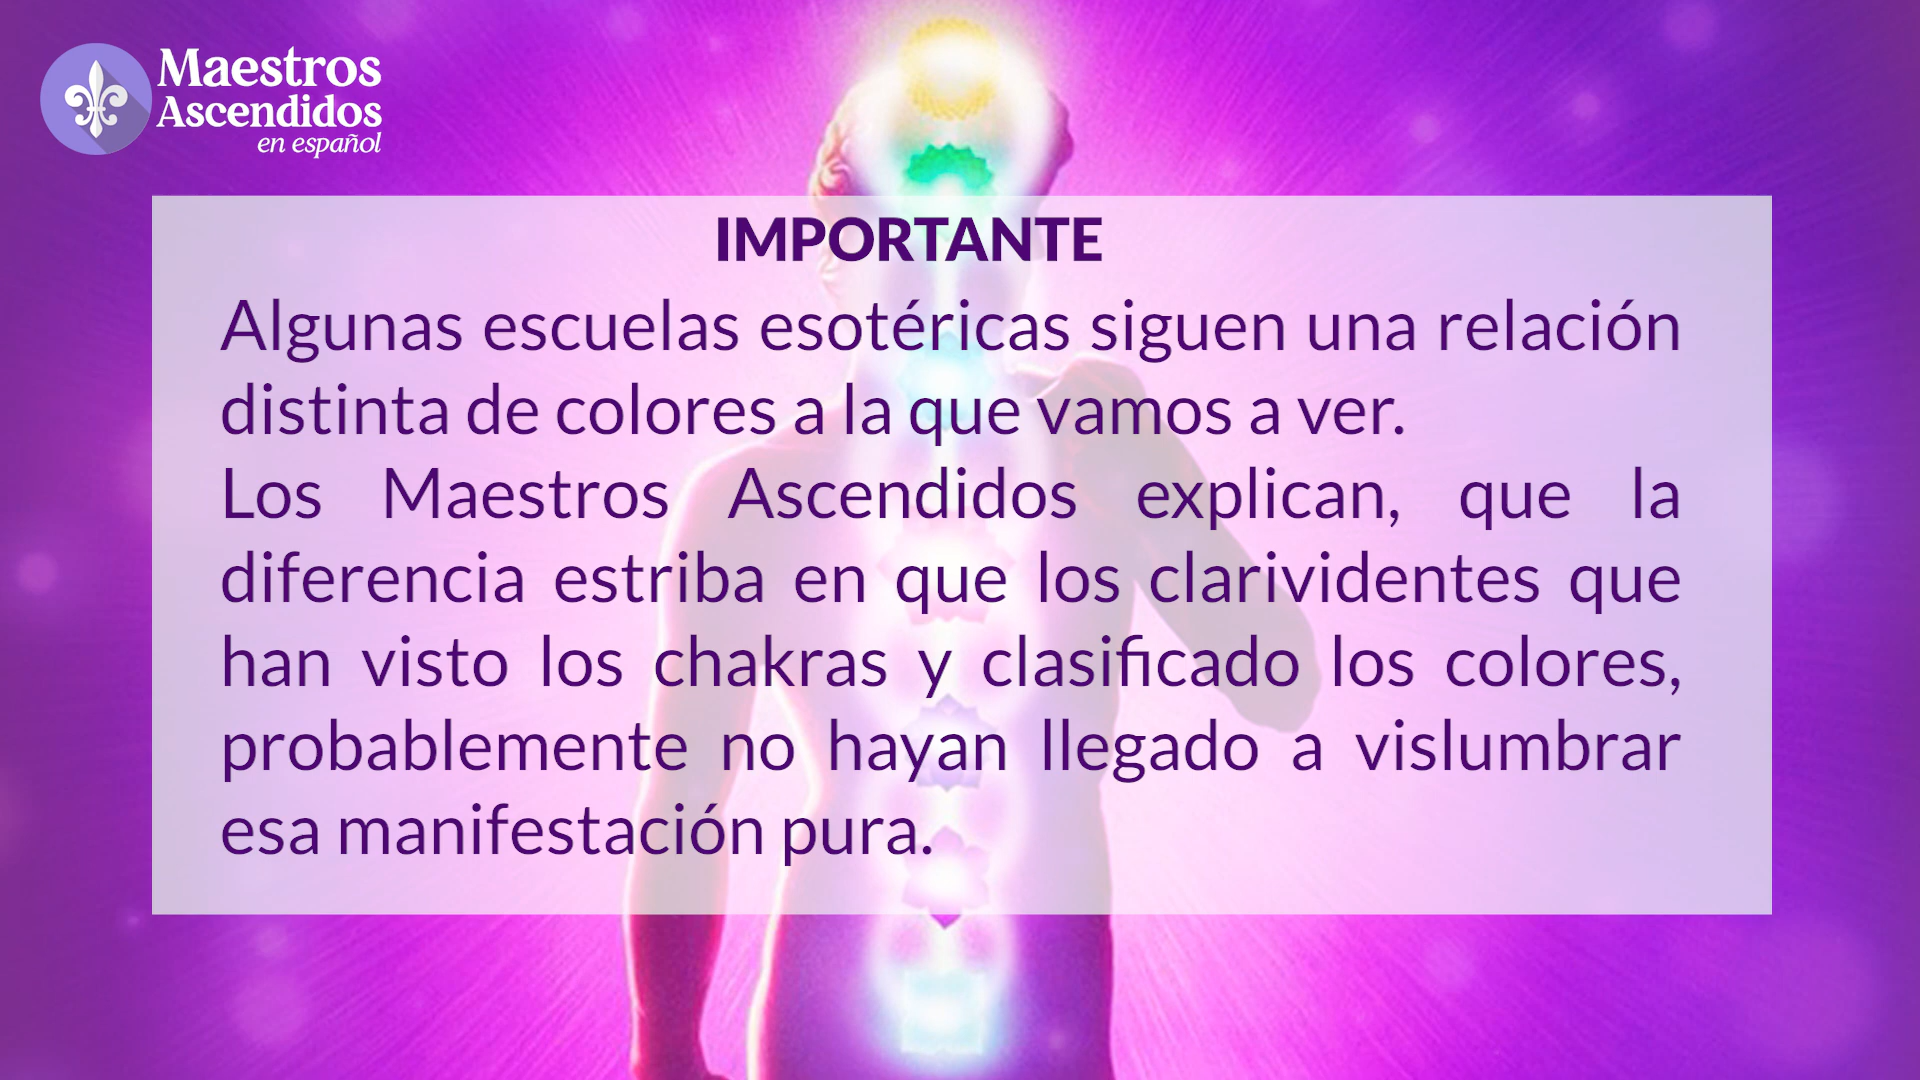 Maestros
Ascendidos
en español
IMPORTANTE
Algunas escuelas esotéricas siguen una relación
distinta de colores a la que vamos a ver.
Los Maestros Ascendidos explican, que la
diferencia estriba en que los clarividentes que
han visto los chakras y clasificado los colores,
probablemente no hayan llegado a vislumbrar
esa manifestación pura.